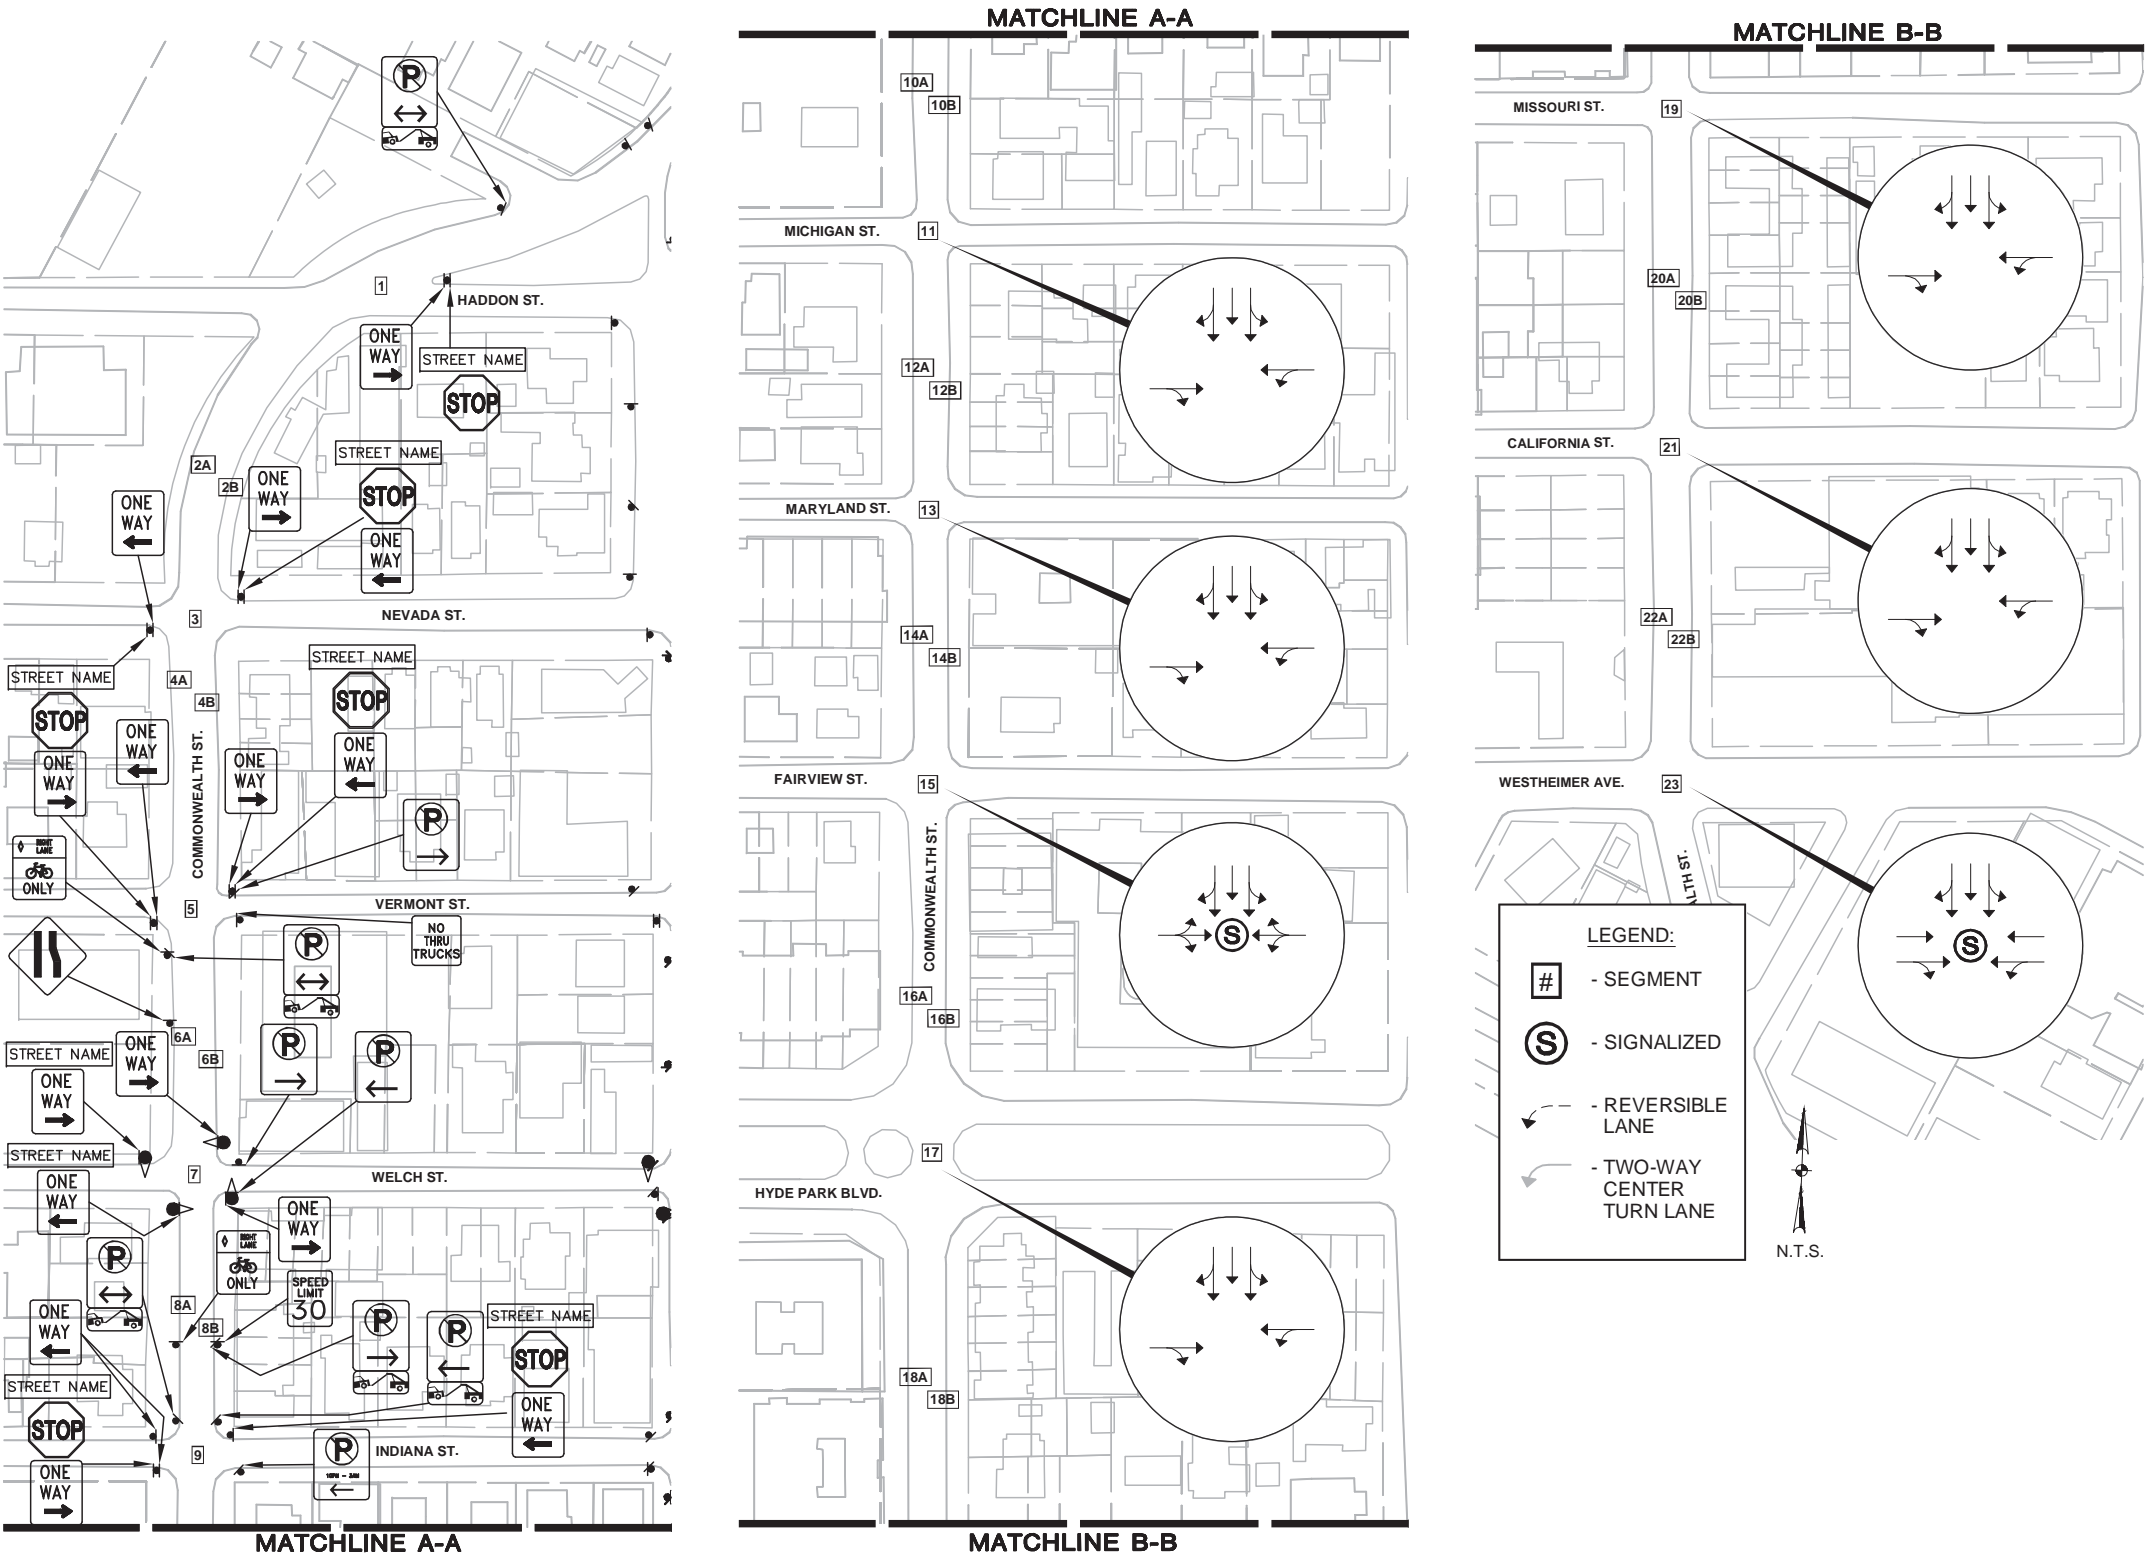 P
1
HADDON ST.
ONE
WAY
STREET NAME
STOP
STREET NAME
2A
2B
ONE
WAY
STOP
ONE
WAY
ONE
WAY
3
NEVADA ST.
STREET NAME
STREET NAME
4A
4B
STOP
STOP
ONE
WAY
ONE
WAY
ONE
WAY
ONE
WAY
COMMONWEALTH ST.
P
RIGHT
LANE
ONLY
5
VERMONT ST.
NO
THRU
TRUCKS
P
6A
6B
STREET NAME
ONE
WAY
P
P
ONE
WAY
STREET NAME
7
WELCH ST.
ONE
WAY
ONE
WAY
P
RIGHT
LANE
ONLY
SPEED
LIMIT
30
8A
8B
ONE
WAY
P
P
STREET NAME
STOP
STREET NAME
STOP
ONE
WAY
9
INDIANA ST.
P
ONE
WAY
MATCHLINE A-A
MATCHLINE A-A
10A
10B
MICHIGAN ST.
11
12A
12B
MARYLAND ST.
13
14A
14B
FAIRVIEW ST.
15
COMMONWEALTH ST.
S
16A
16B
17
HYDE PARK BLVD.
18A
18B
MATCHLINE B-B
MATCHLINE B-B
MISSOURI ST.
19
20A
20B
CALIFORNIA ST.
21
22A
22B
WESTHEIMER AVE.
23
ALTH ST.
S
LEGEND:
# - SEGMENT
S - SIGNALIZED
- REVERSIBLE
LANE
- TWO-WAY
CENTER
TURN LANE
N.T.S.